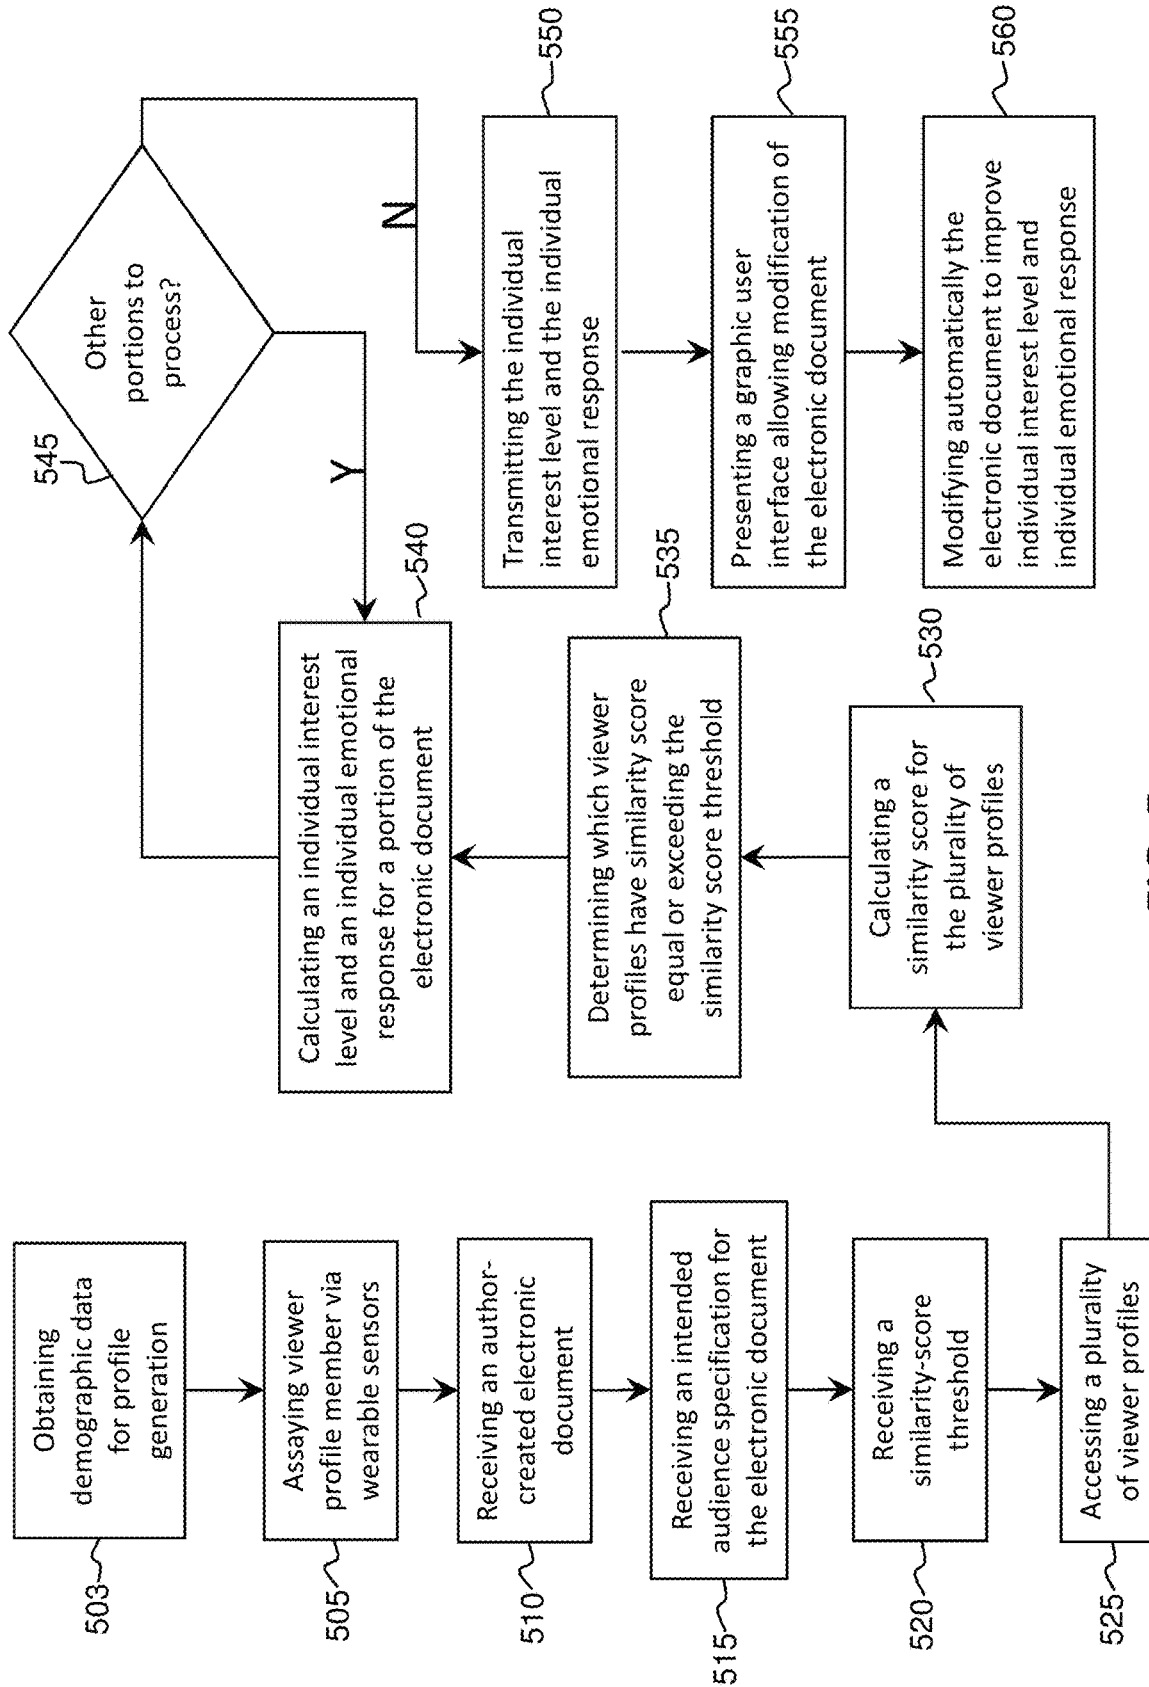 503
Obtaining
demographic data
for profile
generation
505
Assaying viewer
profile member via
wearable sensors
510
Receiving an author-
created electronic
document
515
Receiving an intended
audience specification for
the electronic document
520
Receiving a
similarity-score
threshold
525
Accessing a plurality
of viewer profiles
530
Calculating a
similarity score for
the plurality of
viewer profiles
535
Determining which viewer
profiles have similarity score
equal or exceeding the
similarity score threshold
540
Calculating an individual interest
level and an individual emotional
response for a portion of the
electronic document
545
Other
portions to
process?
Y
N
550
Transmitting the individual
interest level and the individual
emotional response
555
Presenting a graphic user
interface allowing modification of
the electronic document
560
Modifying automatically the
electronic document to improve
individual interest level and
individual emotional response